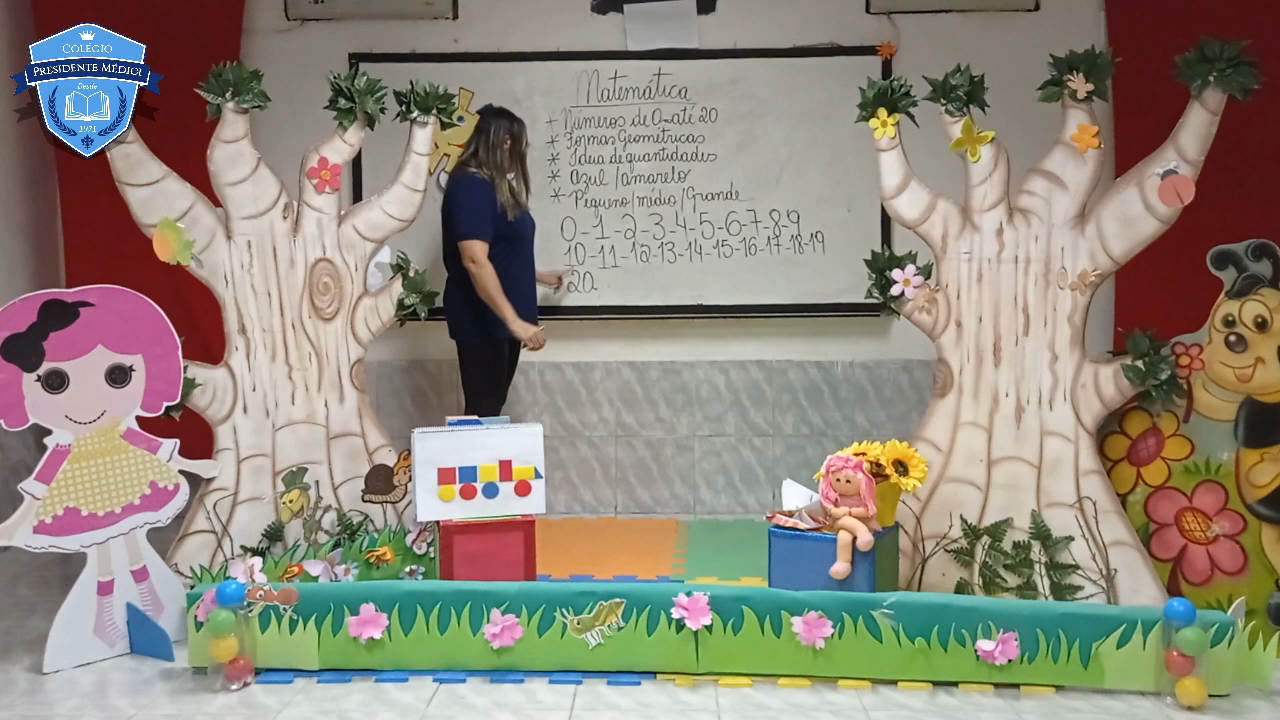 COLÉGIO
PRESIDENTE MÉDICI
Desde
1971
Matemática
* Números de 0 até 20
* Formas Geométricas
* Ideia de quantidades
* Azul/amarelo
* Pequeno/médio/Grande
0-1-2-3-4-5-6-7-8-9
10-11-12-13-14-15-16-17-18-19
20